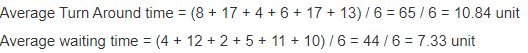 Average Turn Around time = (8 + 17 + 4 + 6 + 17 + 13) / 6 = 65 / 6 = 10.84 unit
Average waiting time = (4 + 12 + 2 + 5 + 11 + 10) / 6 = 44 / 6 = 7.33 unit